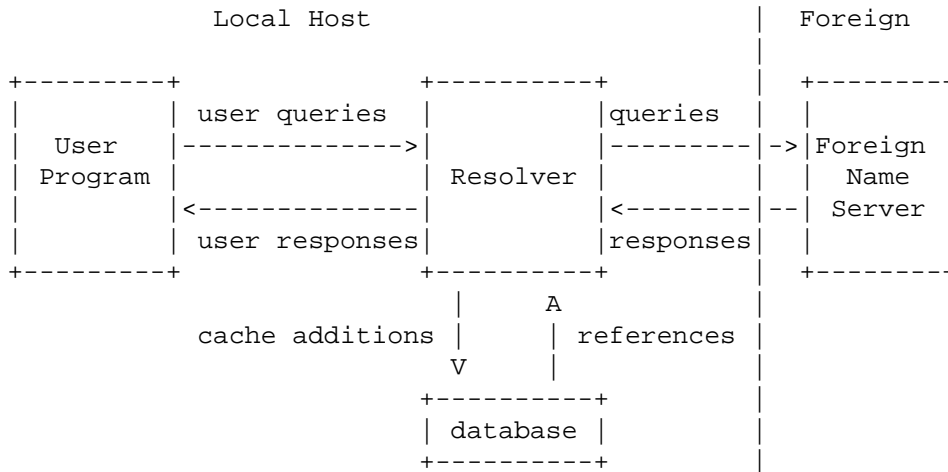 Local Host | Foreign
|
+---------+ +----------+ | +---------
| | user queries | |queries | |
| User |-------------->| |---------|->|Foreign
| Program | | Resolver | | | Name
| |<--------------| |<--------|--| Server
| | user responses| |responses| |
+---------+ +----------+ | +---------
| A |
cache additions | | references |
V | |
+----------+ |
| database | |
+----------+ |